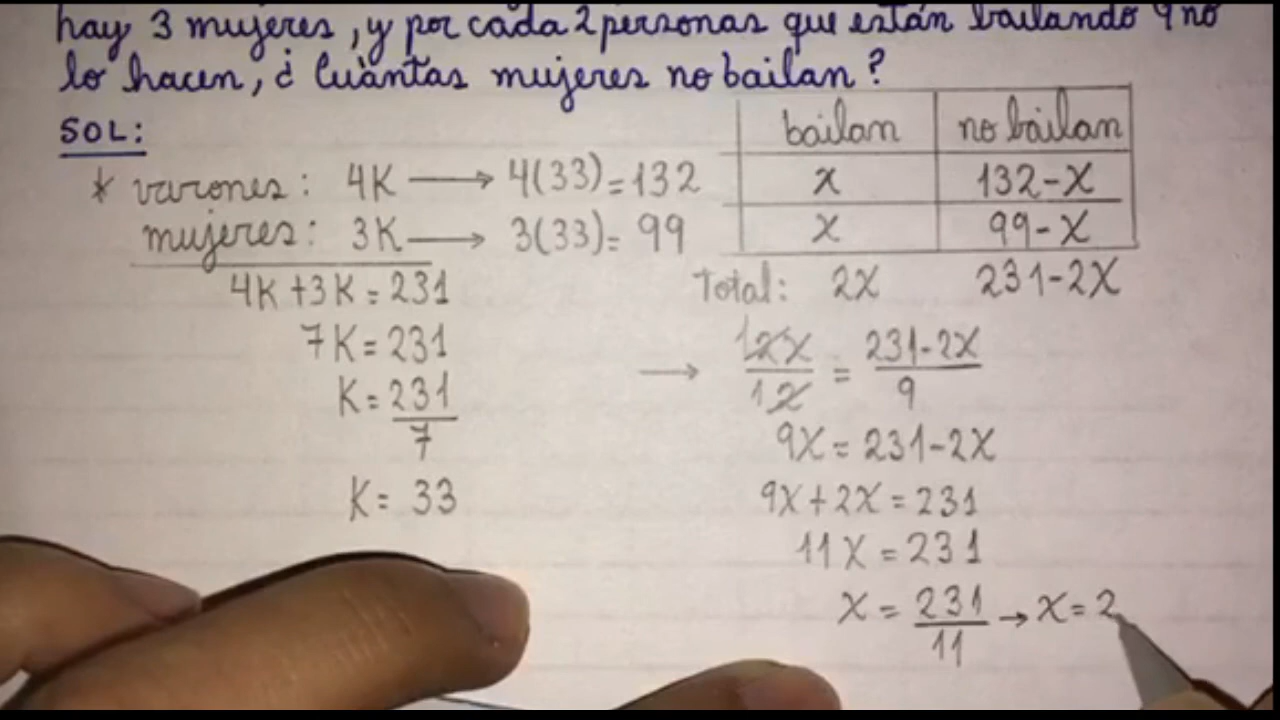 hay 3 mujeres, y por cada 2 personas que están bailando 9 no
lo hacen, ¿ Cuàntas mujeres no bailan?
SOL:
bailan no bailan
* varones: 4K → 4(33)=132 x 132-x
mujeres: 3K → 3(33)= 99 x 99-x
4K+3K=231 Total: 2x 231-2x
7K=231 → 12x/12 = 231-2x/9
K=231/7 9x=231-2x
K= 33 9x+2x=231
11x=231
x=231/11 → x=2